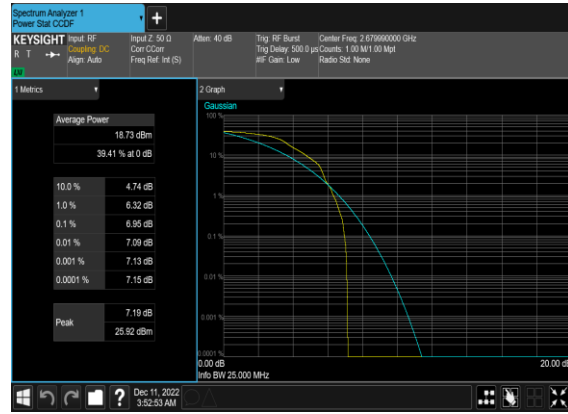 Spectrum Analyzer 1
Power Stat CCDF
+
KEYSIGHT
R T
LXI
Input: RF
Coupling: DC
Align: Auto
Input Z: 50 Ω
Corr CCorr
Freq Ref: Int (S)
Atten: 40 dB
Trig: RF Burst
Trig Delay: 500.0 µs
#IF Gain: Low
Center Freq: 2.679990000 GHz
Counts: 1.00 M/1.00 Mpt
Radio Std: None
1 Metrics
Average Power
18.73 dBm
39.41 % at 0 dB
10.0 % 4.74 dB
1.0 % 6.32 dB
0.1 % 6.95 dB
0.01 % 7.09 dB
0.001 % 7.13 dB
0.0001 % 7.15 dB
Peak
7.19 dB
25.92 dBm
2 Graph
Gaussian
100 %
10 %
1 %
0.1 %
0.01 %
0.001 %
0.0001 %
0.00 dB
20.00 dB
Info BW 25.000 MHz
?
Dec 11, 2022
3:52:53 AM